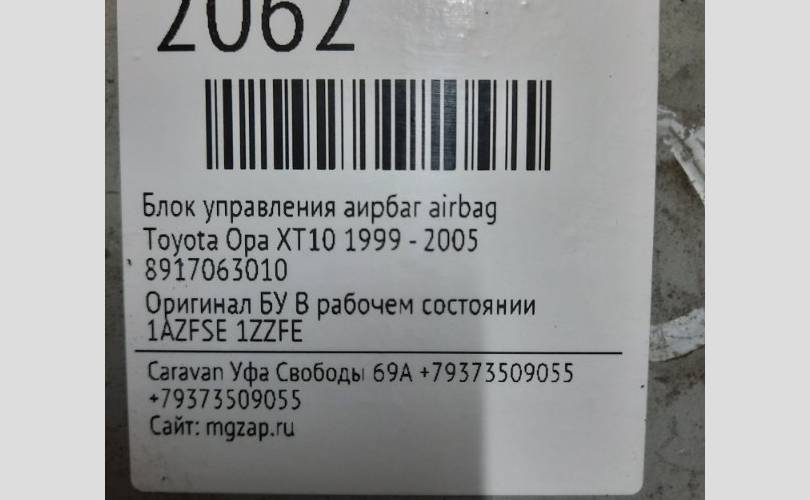 2062
Блок управления аирбаг airbag
Toyota Opa XT10 1999 - 2005
8917063010
Оригинал БУ В рабочем состоянии
1AZFSE 1ZZFE
Caravan Уфа Свободы 69А +79373509055
+79373509055
Сайт: mgzap.ru